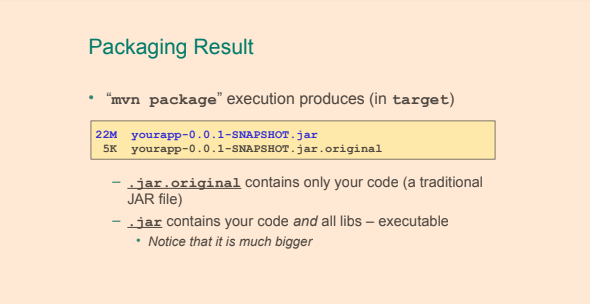 Packaging Result
• “mvn package” execution produces (in target)
22M yourapp-0.0.1-SNAPSHOT.jar
5K yourapp-0.0.1-SNAPSHOT.jar.original
– .jar.original contains only your code (a traditional
JAR file)
– .jar contains your code and all libs – executable
• Notice that it is much bigger